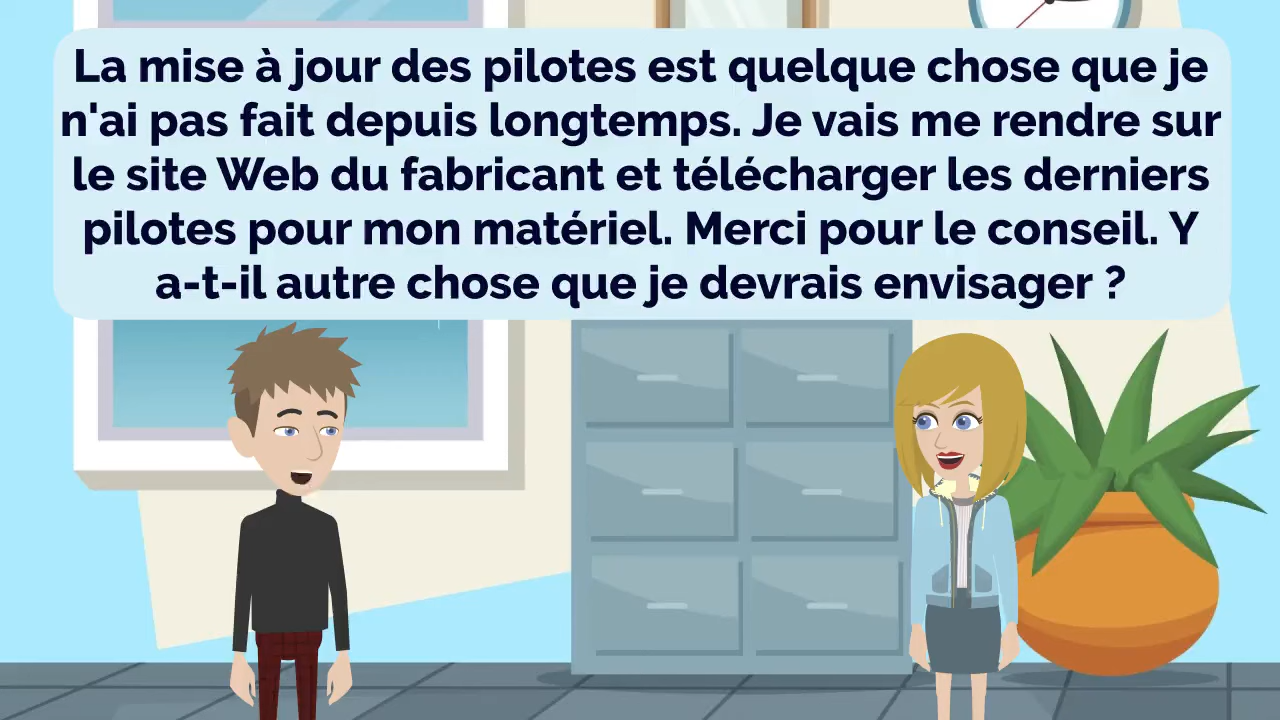 La mise à jour des pilotes est quelque chose que je
n'ai pas fait depuis longtemps. Je vais me rendre sur
le site Web du fabricant et télécharger les derniers
pilotes pour mon matériel. Merci pour le conseil. Y
a-t-il autre chose que je devrais envisager ?